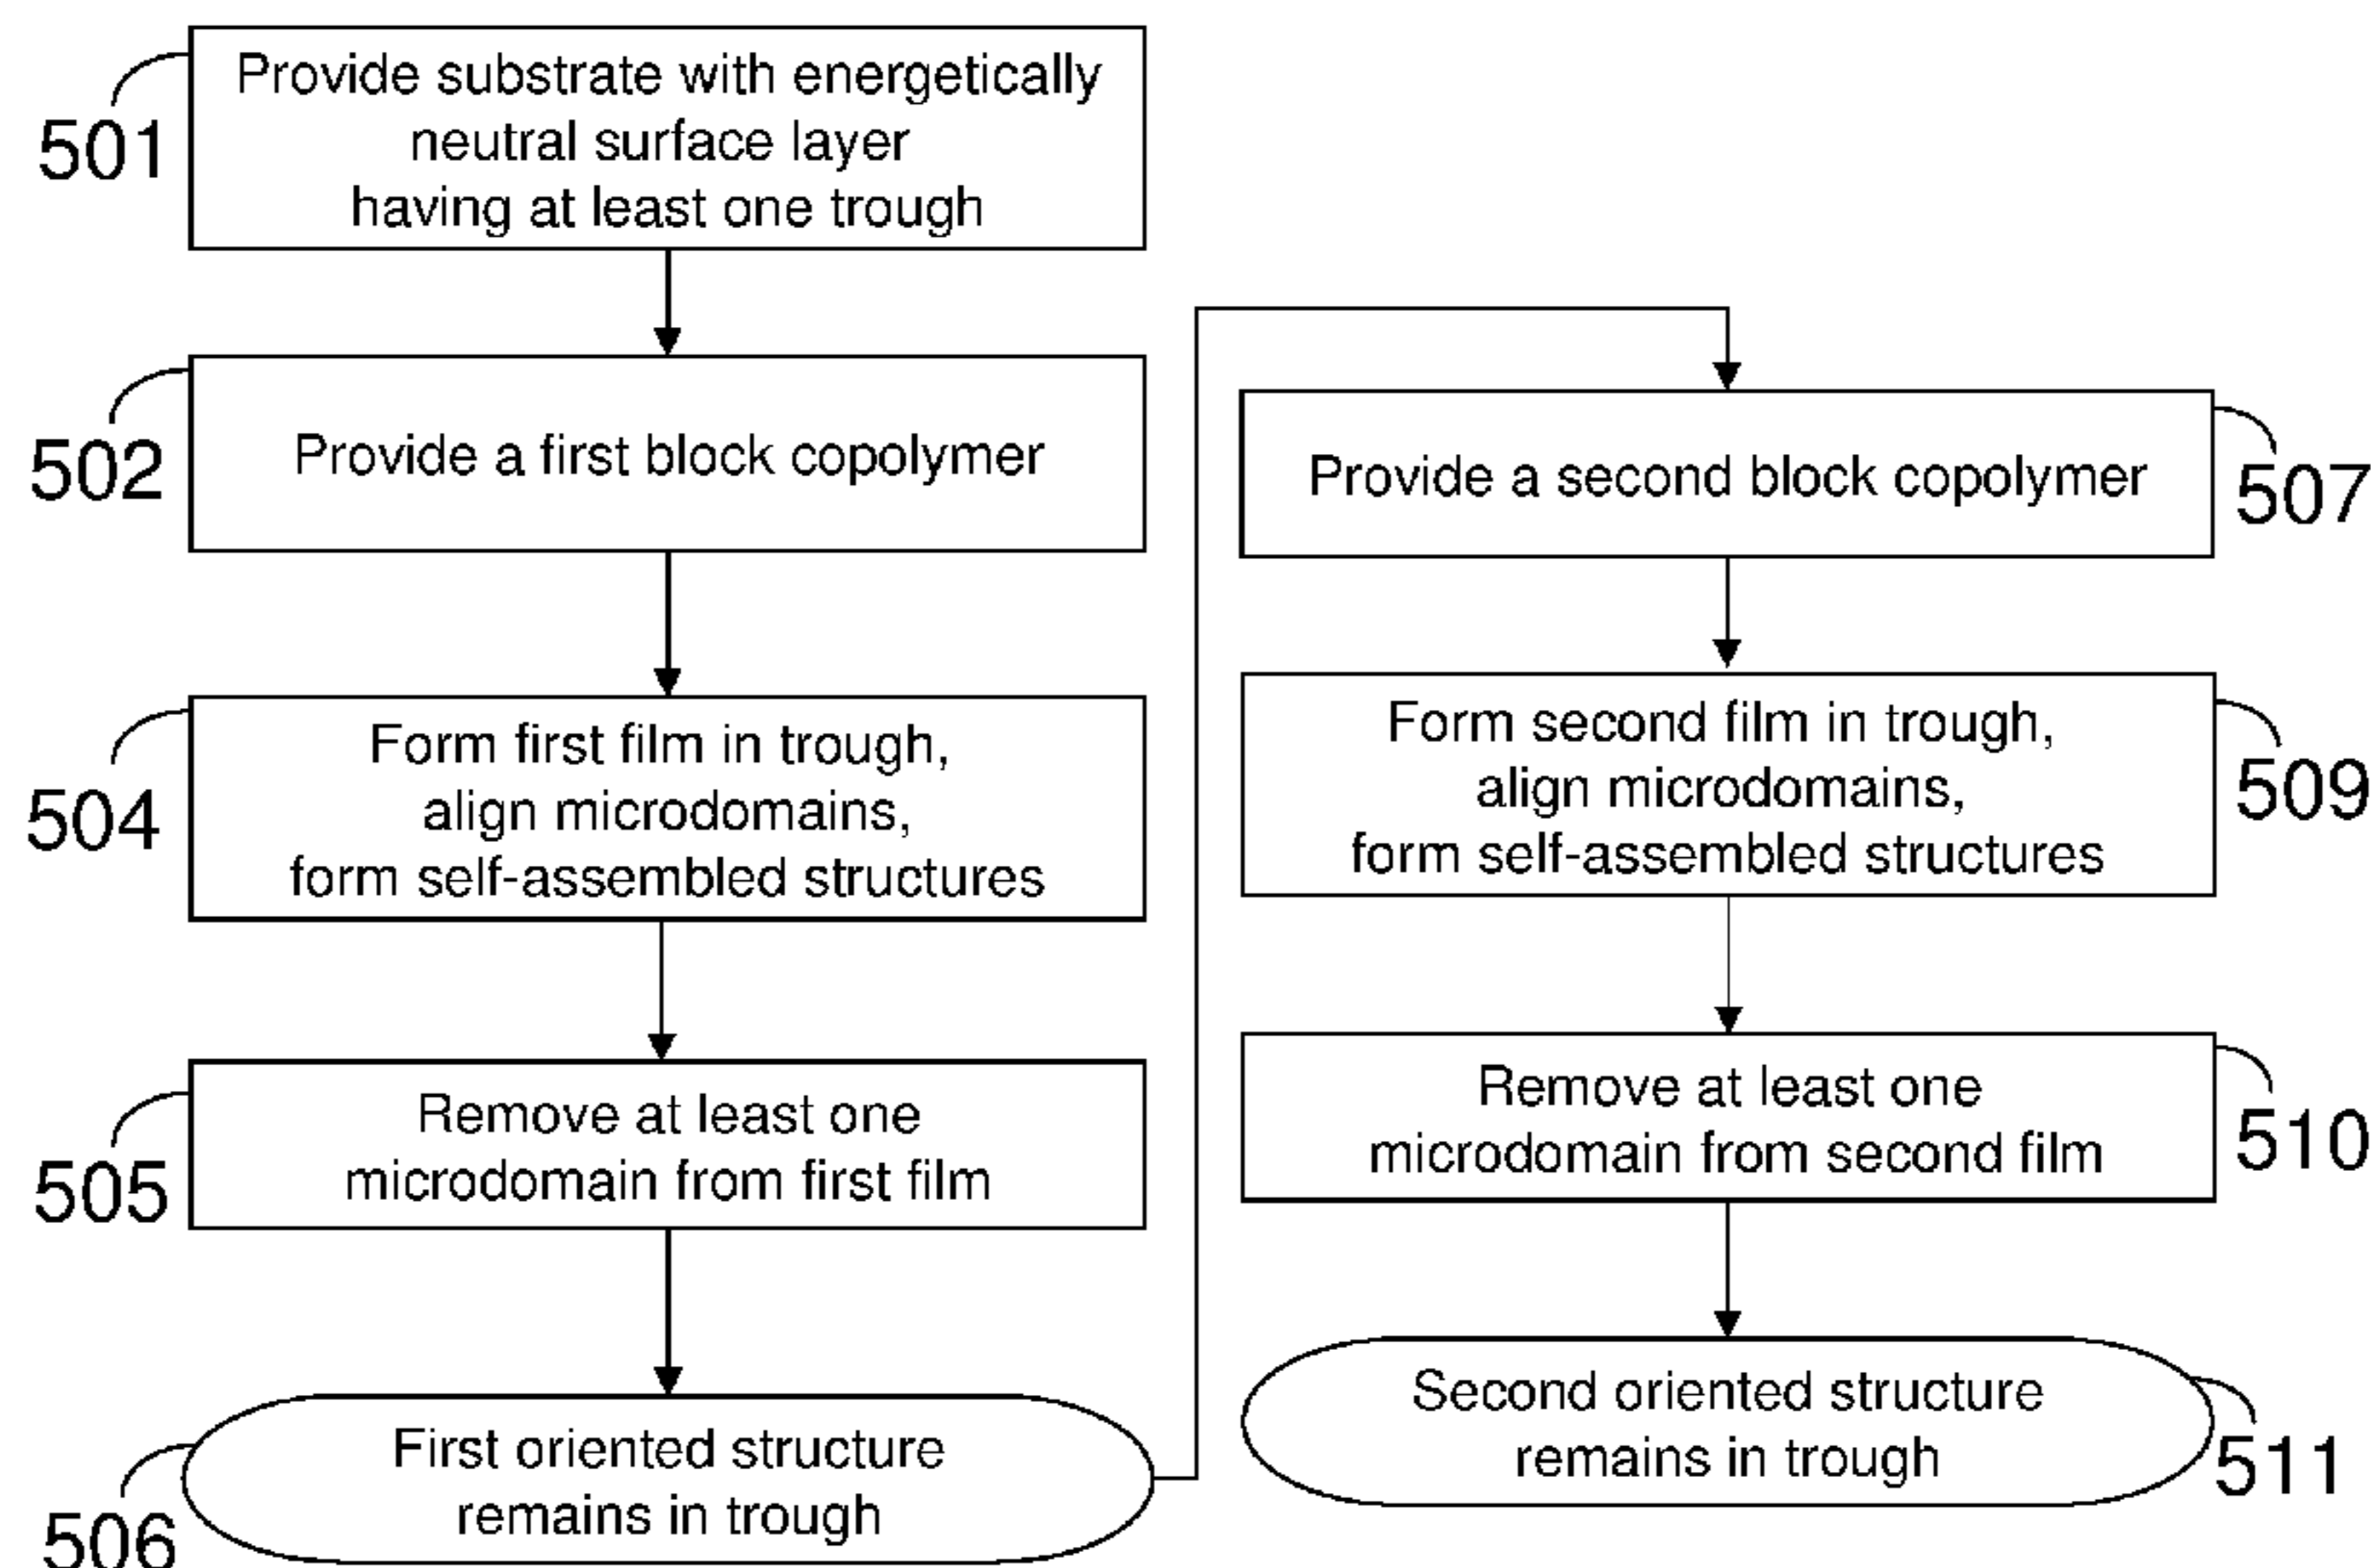 501
Provide substrate with energetically
neutral surface layer
having at least one trough
502
Provide a first block copolymer
504
Form first film in trough,
align microdomains,
form self-assembled structures
505
Remove at least one
microdomain from first film
506
First oriented structure
remains in trough
507
Provide a second block copolymer
509
Form second film in trough,
align microdomains,
form self-assembled structures
510
Remove at least one
microdomain from second film
511
Second oriented structure
remains in trough